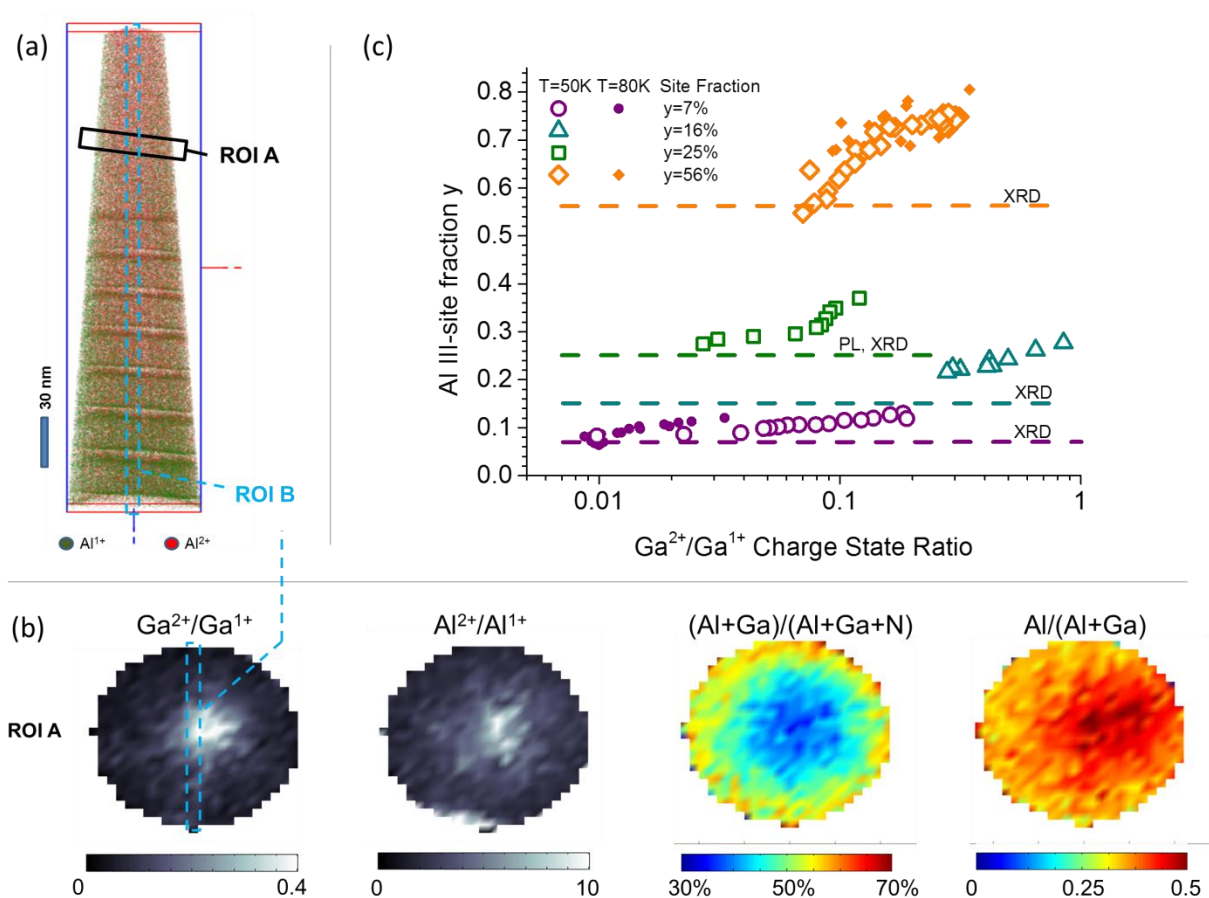 (a)
ROI A
ROI B
30 nm
Al¹⁺ Al²⁺
(c)
T=50K T=80K Site Fraction
y=7%
y=16%
y=25%
y=56%
XRD
PL, XRD
XRD
XRD
Al III-site fraction y
0.8
0.7
0.6
0.5
0.4
0.3
0.2
0.1
0.0
0.01 0.1 1
Ga²⁺/Ga¹⁺ Charge State Ratio
(b)
Ga²⁺/Ga¹⁺ Al²⁺/Al¹⁺ (Al+Ga)/(Al+Ga+N) Al/(Al+Ga)
ROI A
0 0.4 0 10 30% 50% 70% 0 0.25 0.5